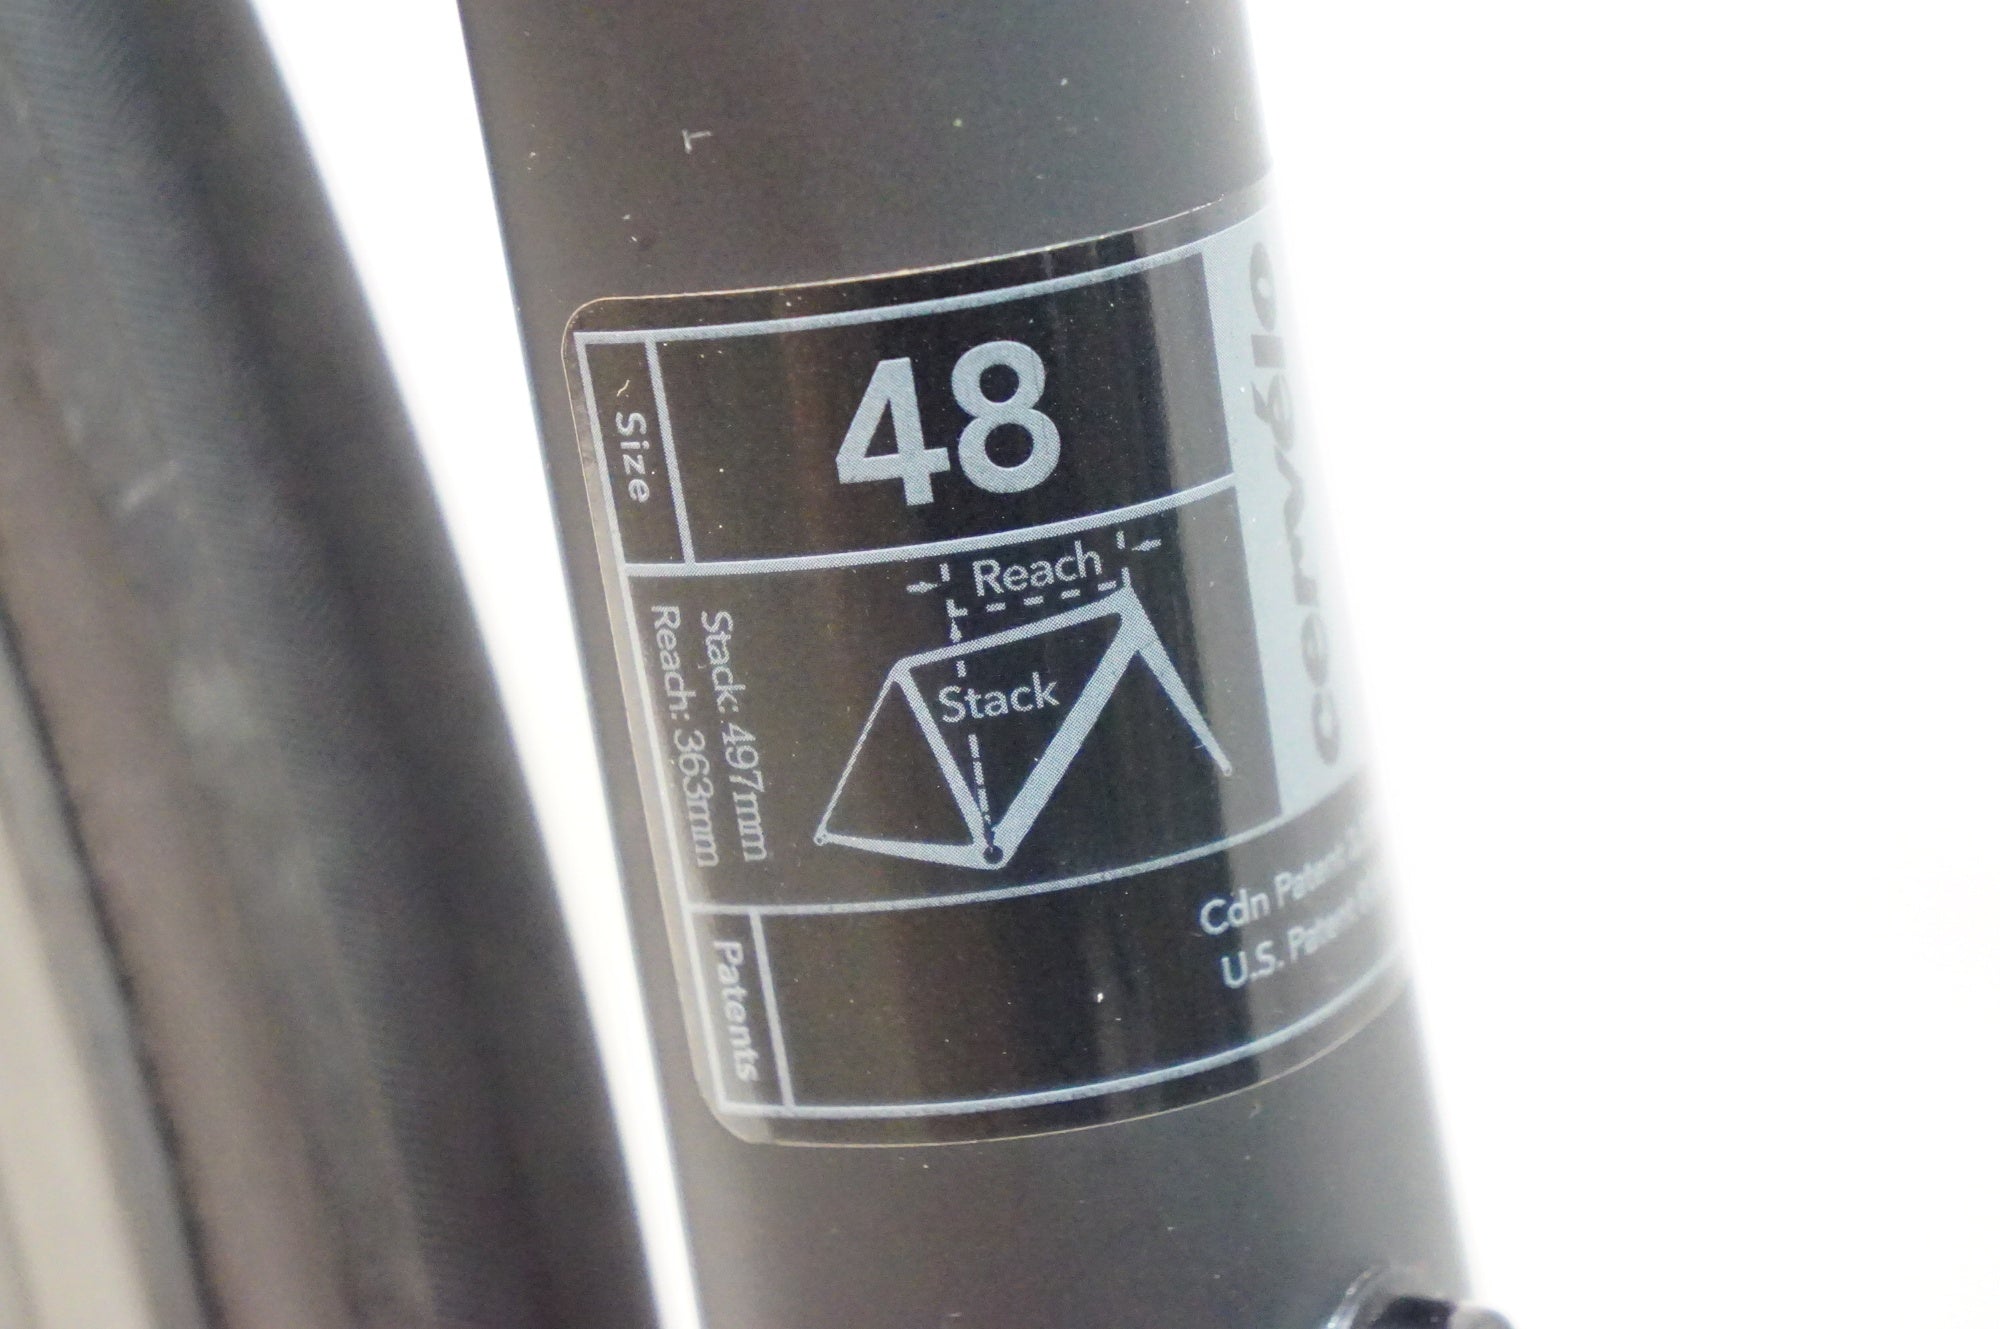 Size
48
cervélo
Reach
Stack
Stack: 497mm
Reach: 363mm
Patents
Cdn Patent
U.S. Patent